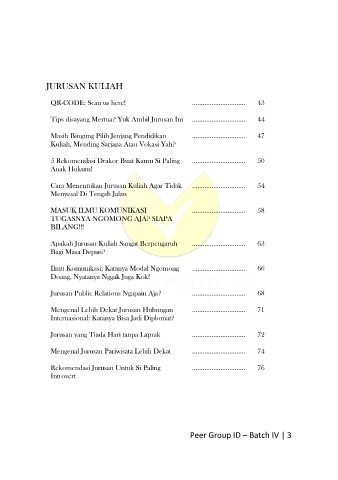 JURUSAN KULIAH
QR-CODE: Scan us here! ............................ 43
Tips disayang Mertua? Yuk Ambil Jurusan Ini ............................ 44
Masih Bingung Pilih Jenjang Pendidikan ............................ 47
Kuliah, Mending Sarjana Atau Vokasi Yah?
5 Rekomendasi Drakor Buat Kamu Si Paling ............................ 50
Anak Hukum!
Cara Menentukan Jurusan Kuliah Agar Tidak ............................ 54
Menyesal Di Tengah Jalan
MASUK ILMU KOMUNIKASI ............................ 58
TUGASNYA NGOMONG AJA? SIAPA
BILANG!!!
Apakah Jurusan Kuliah Sangat Berpengaruh ............................ 63
Bagi Masa Depan?
Ilmu Komunikasi; Katanya Modal Ngomong ............................ 66
Doang, Nyatanya Nggak Juga Kok!
Jurusan Public Relations Ngapain Aja? ............................ 68
Mengenal Lebih Dekat Jurusan Hubungan ............................ 71
Internasional: Katanya Bisa Jadi Diplomat?
Jurusan yang Tiada Hari tanpa Laprak ............................ 72
Mengenal Jurusan Pariwisata Lebih Dekat ............................ 74
Rekomendasi Jurusan Untuk Si Paling ............................ 76
Introvert
Peer Group ID – Batch IV | 3